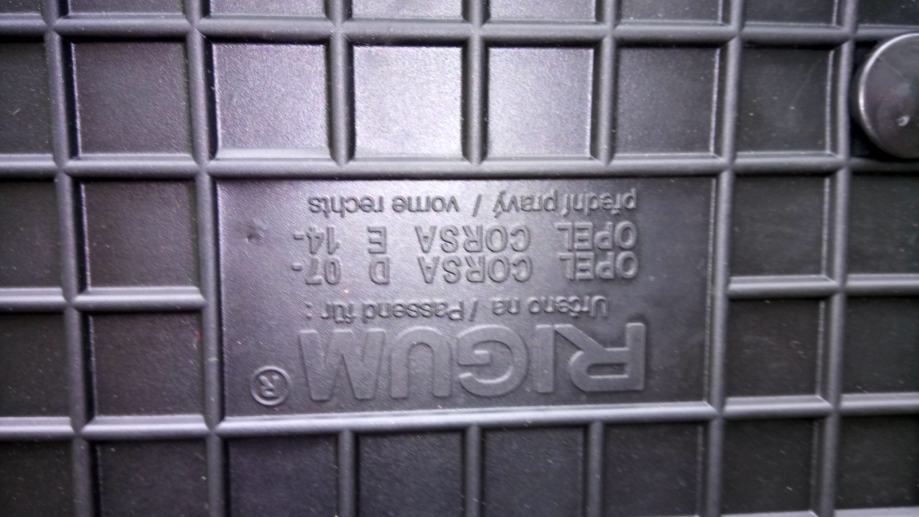 RIGUM®
Určeno na / Passend für :
OPEL CORSA D 07-
OPEL CORSA E 14-
přední pravý / vorne rechts